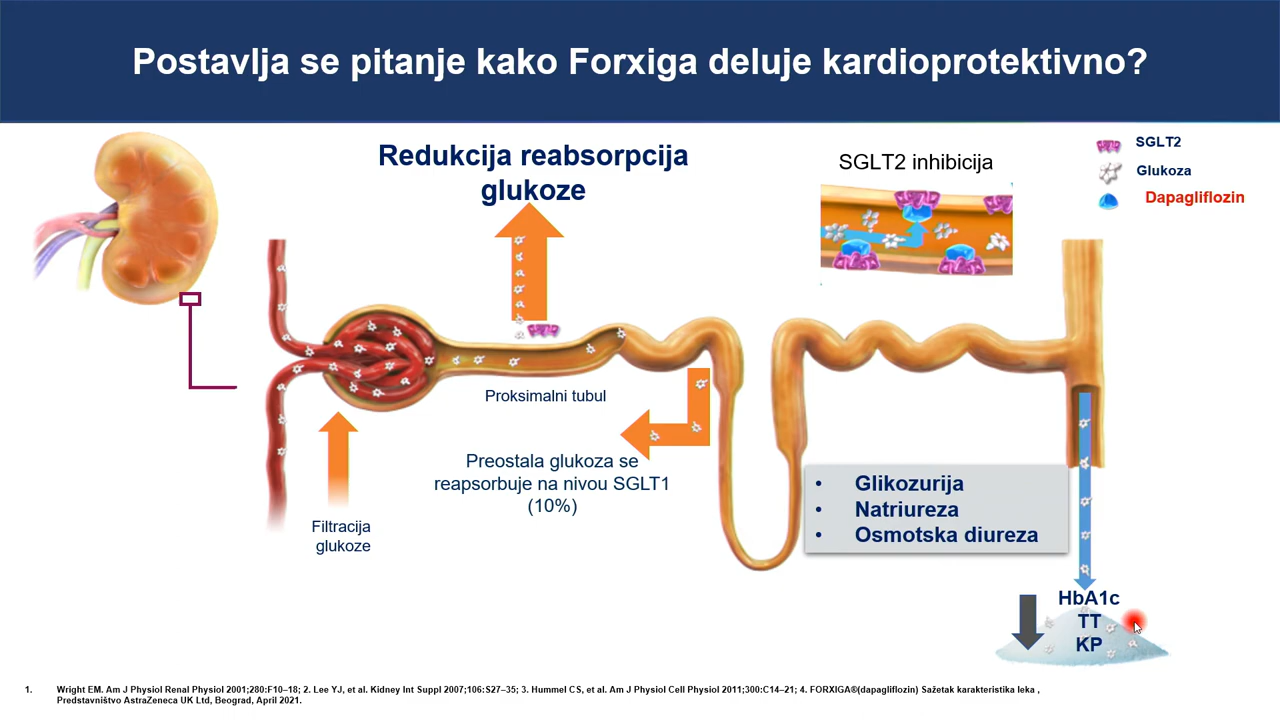 Postavlja se pitanje kako Forxiga deluje kardioprotektivno?
Redukcija reabsorpcija
glukoze
SGLT2 inhibicija
SGLT2
Glukoza
Dapagliflozin
Proksimalni tubul
Preostala glukoza se
reapsorbuje na nivou SGLT1
(10%)
Filtracija
glukoze
• Glikozurija
• Natriureza
• Osmotska diureza
HbA1c
TT
KP
1. Wright EM. Am J Physiol Renal Physiol 2001;280:F10–18; 2. Lee YJ, et al. Kidney Int Suppl 2007;106:S27–35; 3. Hummel CS, et al. Am J Physiol Cell Physiol 2011;300:C14–21; 4. FORXIGA®(dapagliflozin) Sažetak karakteristika leka ,
Predstavništvo AstraZeneca UK Ltd, Beograd, April 2021.